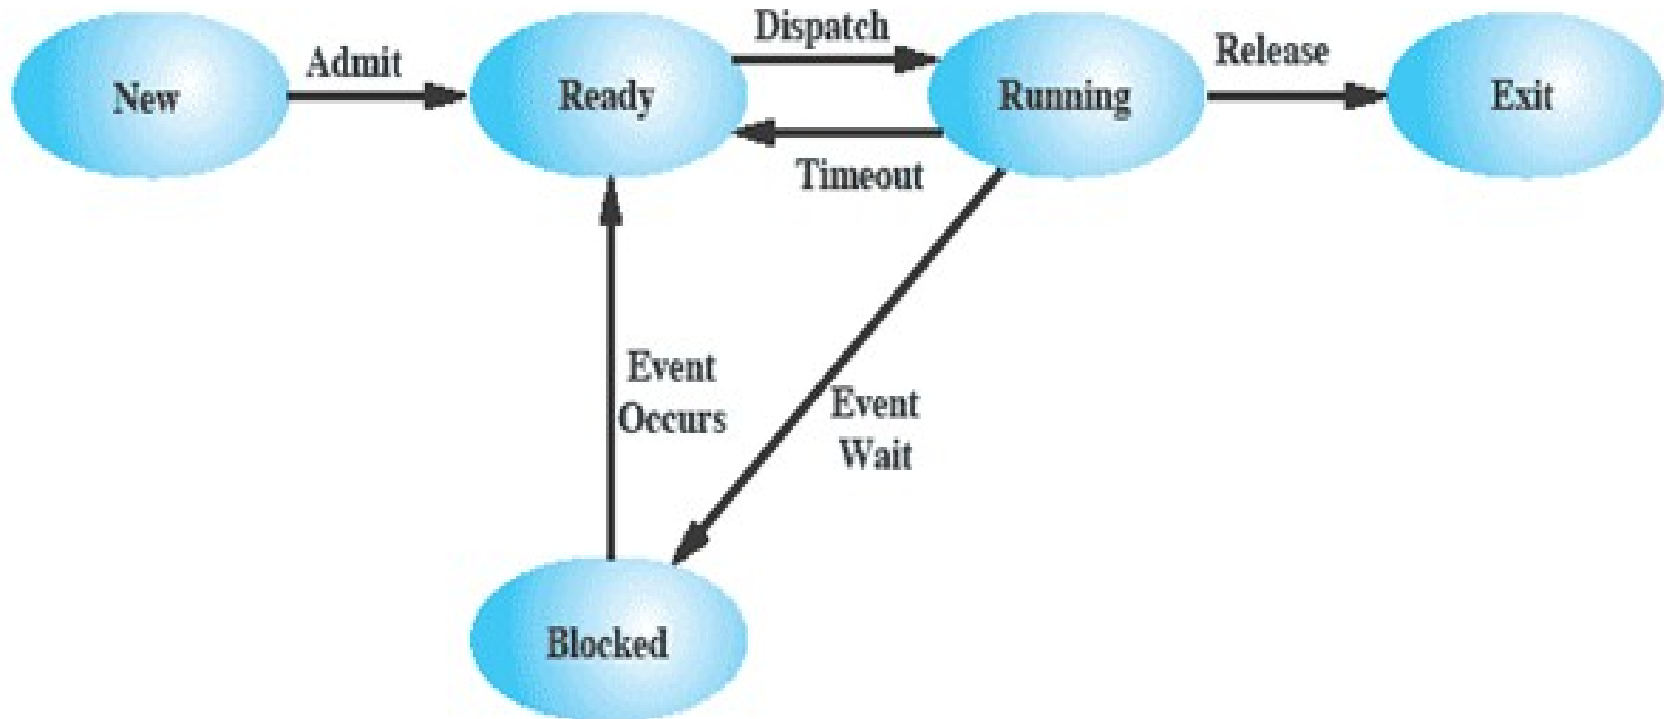 Dispatch
Admit
Release
New
Ready
Running
Exit
Timeout
Event
Occurs
Event
Wait
Blocked